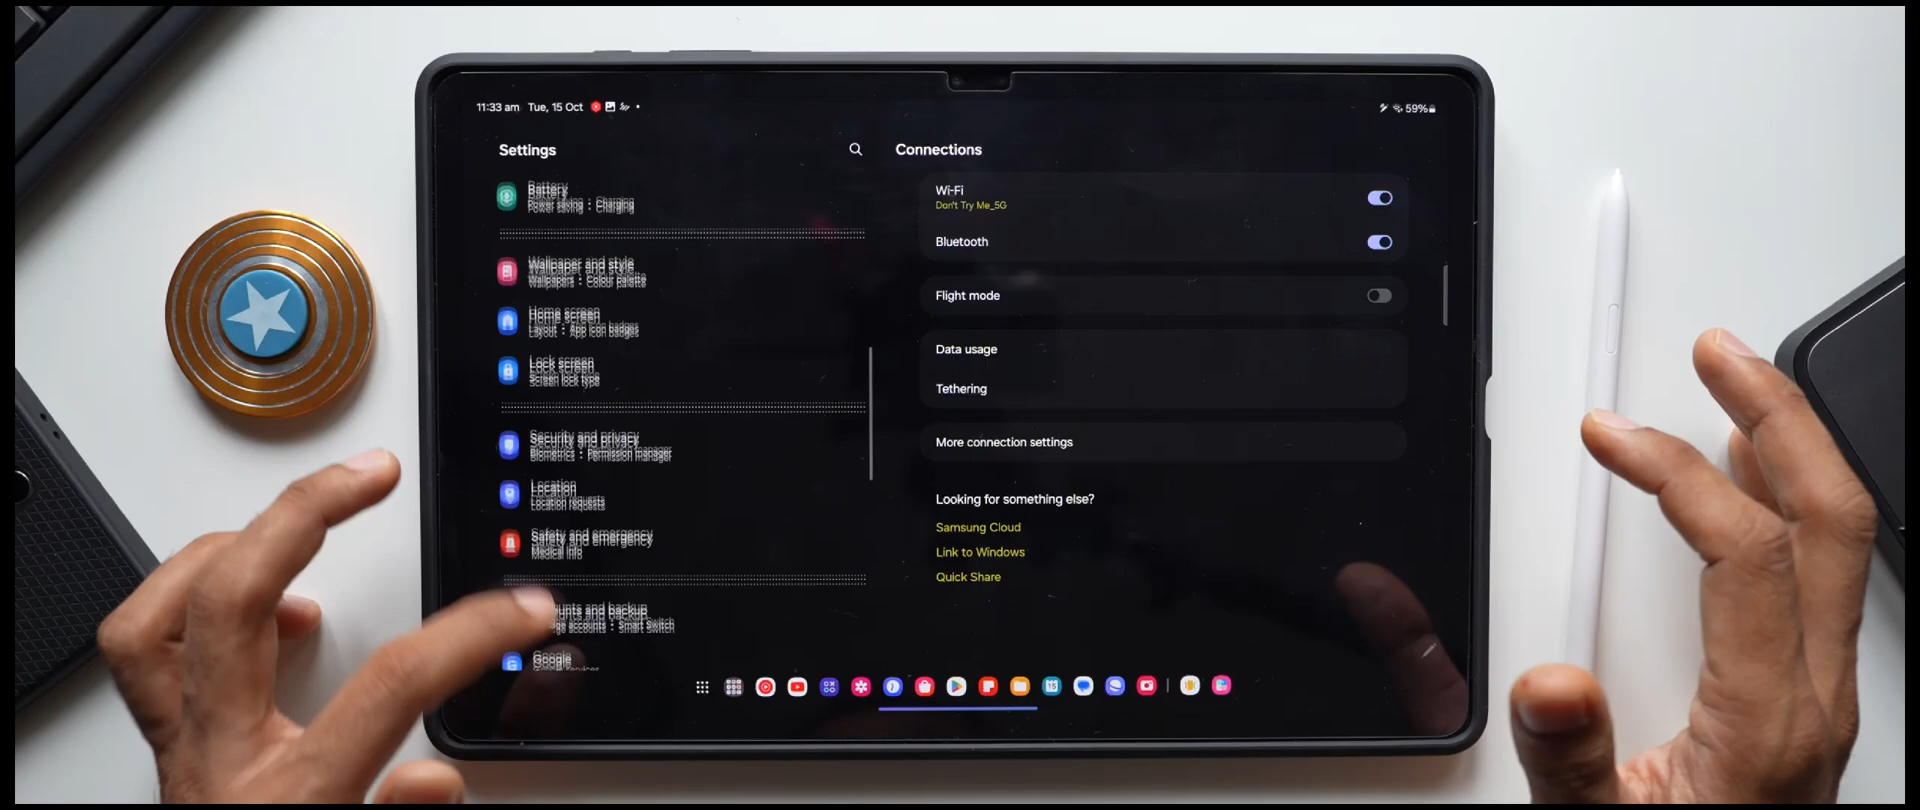 11:33 am Tue, 15 Oct
59%
Settings
Battery
Power saving : Charging
Wallpaper and style
Wallpapers : Colour palette
Home screen
Layout : App icon badges
Lock screen
Screen lock type
Security and privacy
Biometrics : Permission manager
Location
Location requests
Safety and emergency
Medical info
unts and backup
accounts : Smart Switch
Google
Google services
Connections
Wi-Fi
Don't Try Me_5G
Bluetooth
Flight mode
Data usage
Tethering
More connection settings
Looking for something else?
Samsung Cloud
Link to Windows
Quick Share